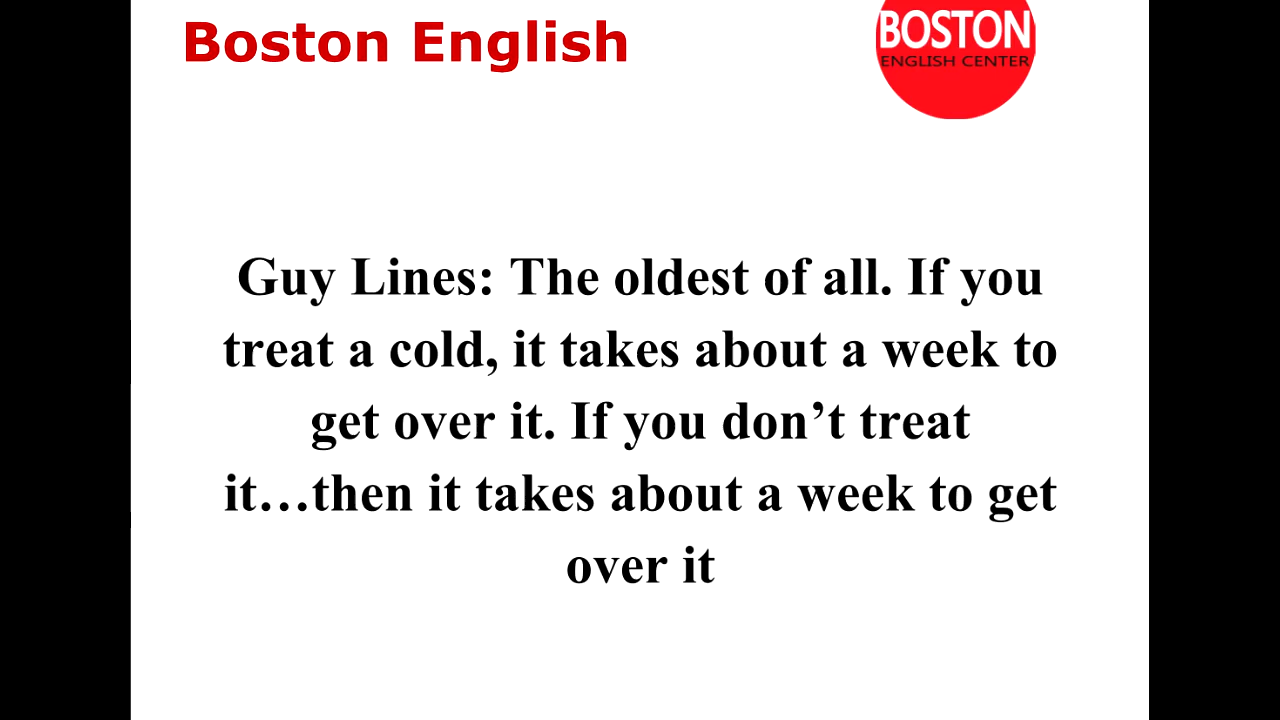 Boston English
BOSTON
ENGLISH CENTER
Guy Lines: The oldest of all. If you
treat a cold, it takes about a week to
get over it. If you don’t treat
it…then it takes about a week to get
over it